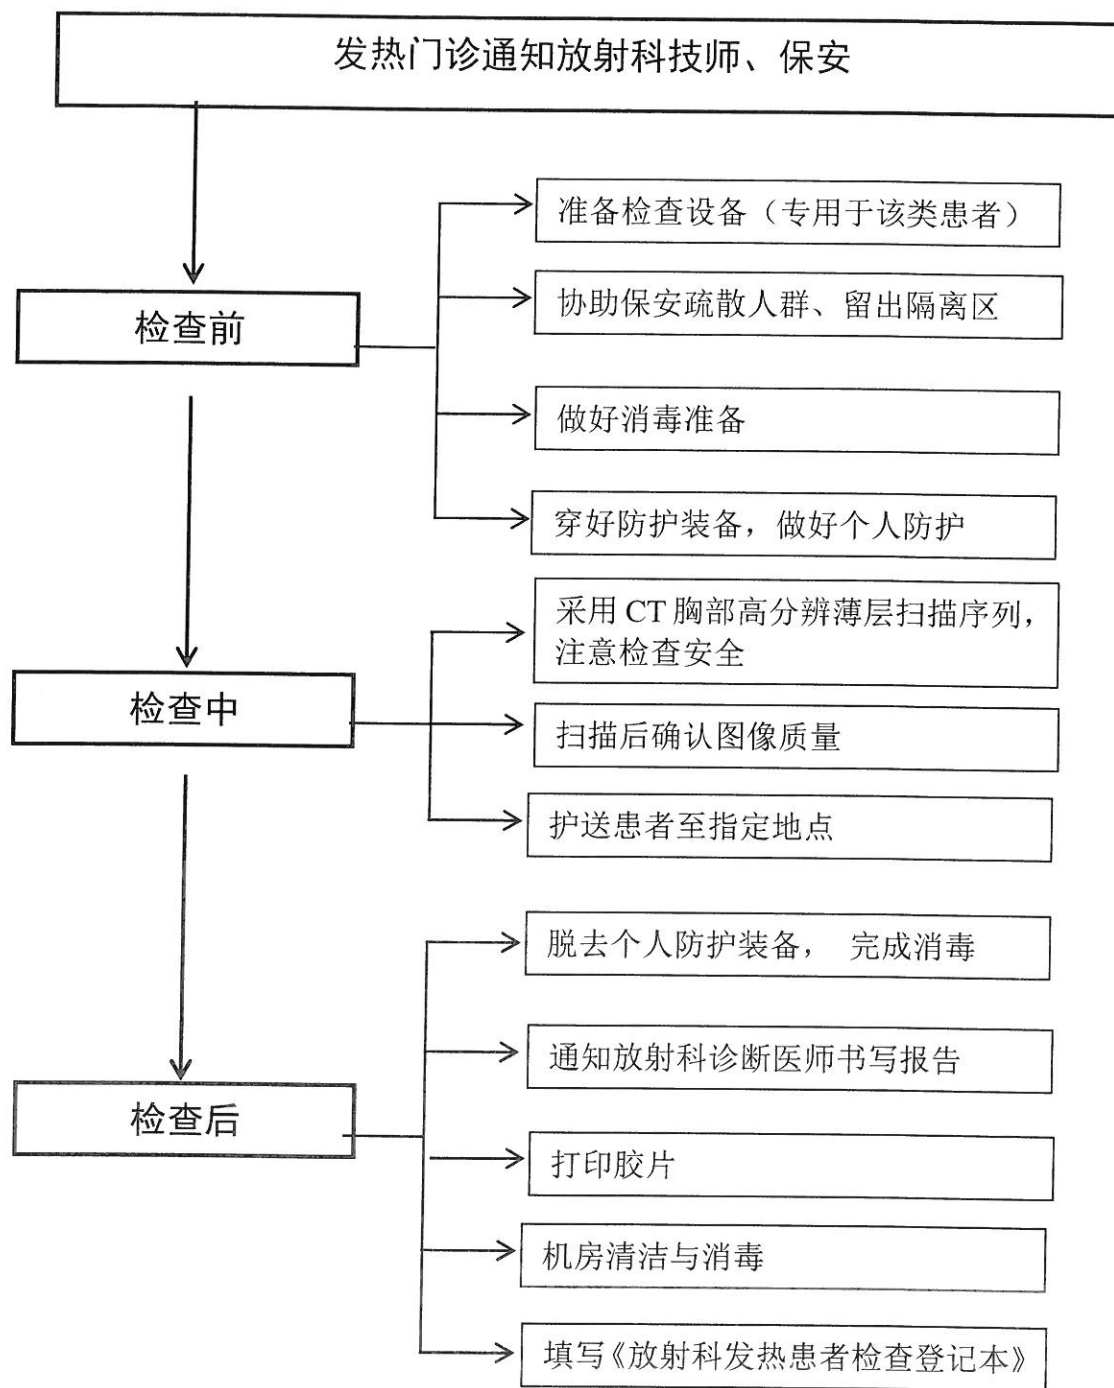 发热门诊通知放射科技师、保安
检查前
准备检查设备（专用于该类患者）
协助保安疏散人群、留出隔离区
做好消毒准备
穿好防护装备，做好个人防护
检查中
采用 CT 胸部高分辨薄层扫描序列，
注意检查安全
扫描后确认图像质量
护送患者至指定地点
检查后
脱去个人防护装备， 完成消毒
通知放射科诊断医师书写报告
打印胶片
机房清洁与消毒
填写《放射科发热患者检查登记本》